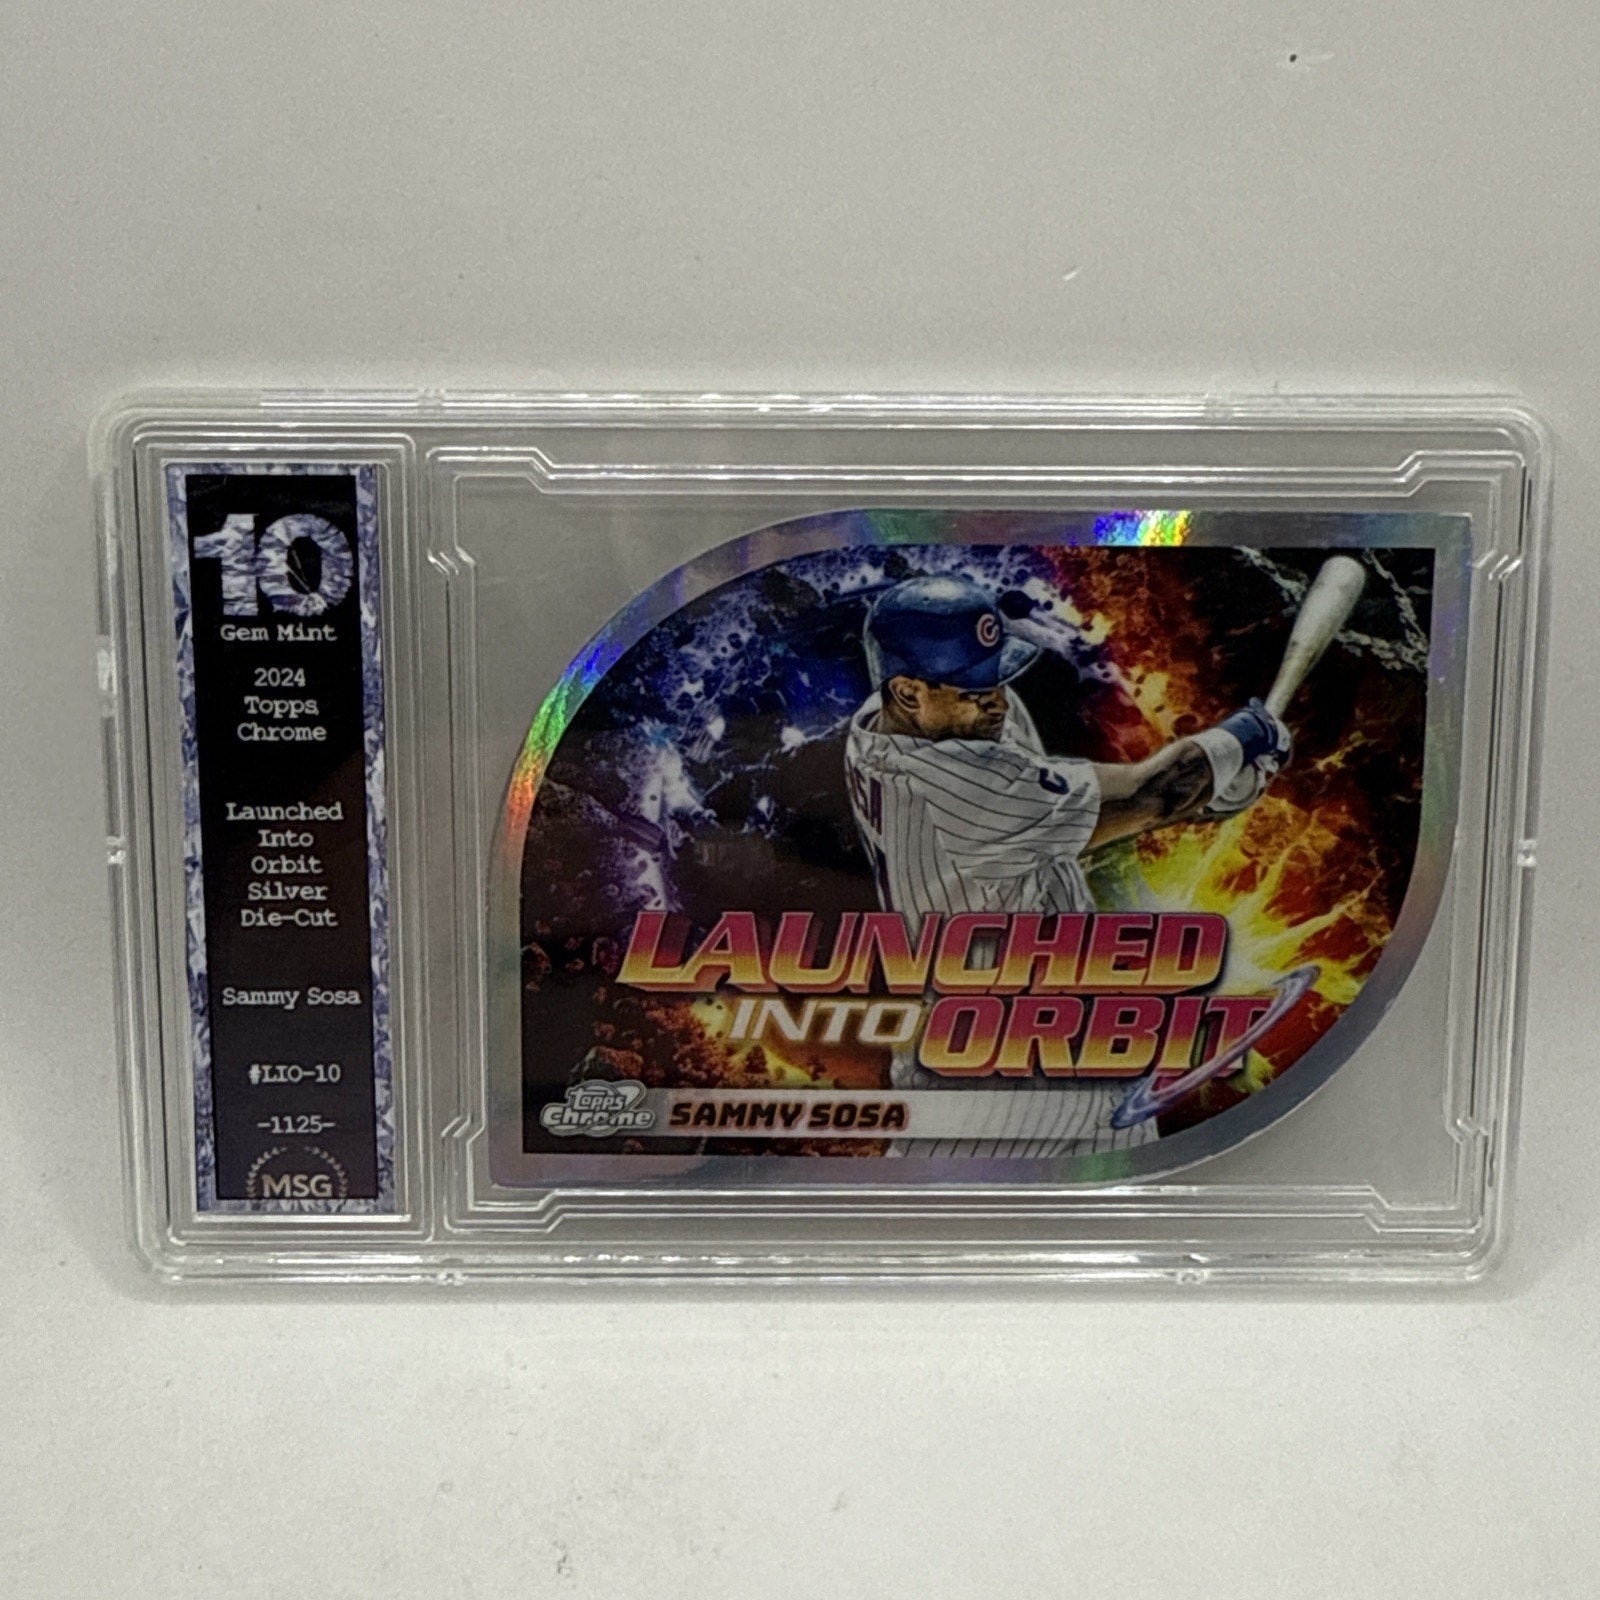 10
Gem Mint
2024
Topps
Chrome
Launched
Into
Orbit
Silver
Die-Cut
Sammy Sosa
#LIO-10
-1125-
MSG
C
OSA
C
LAUNCHED
INTO ORBIT
Topps
Chrome
SAMMY SOSA